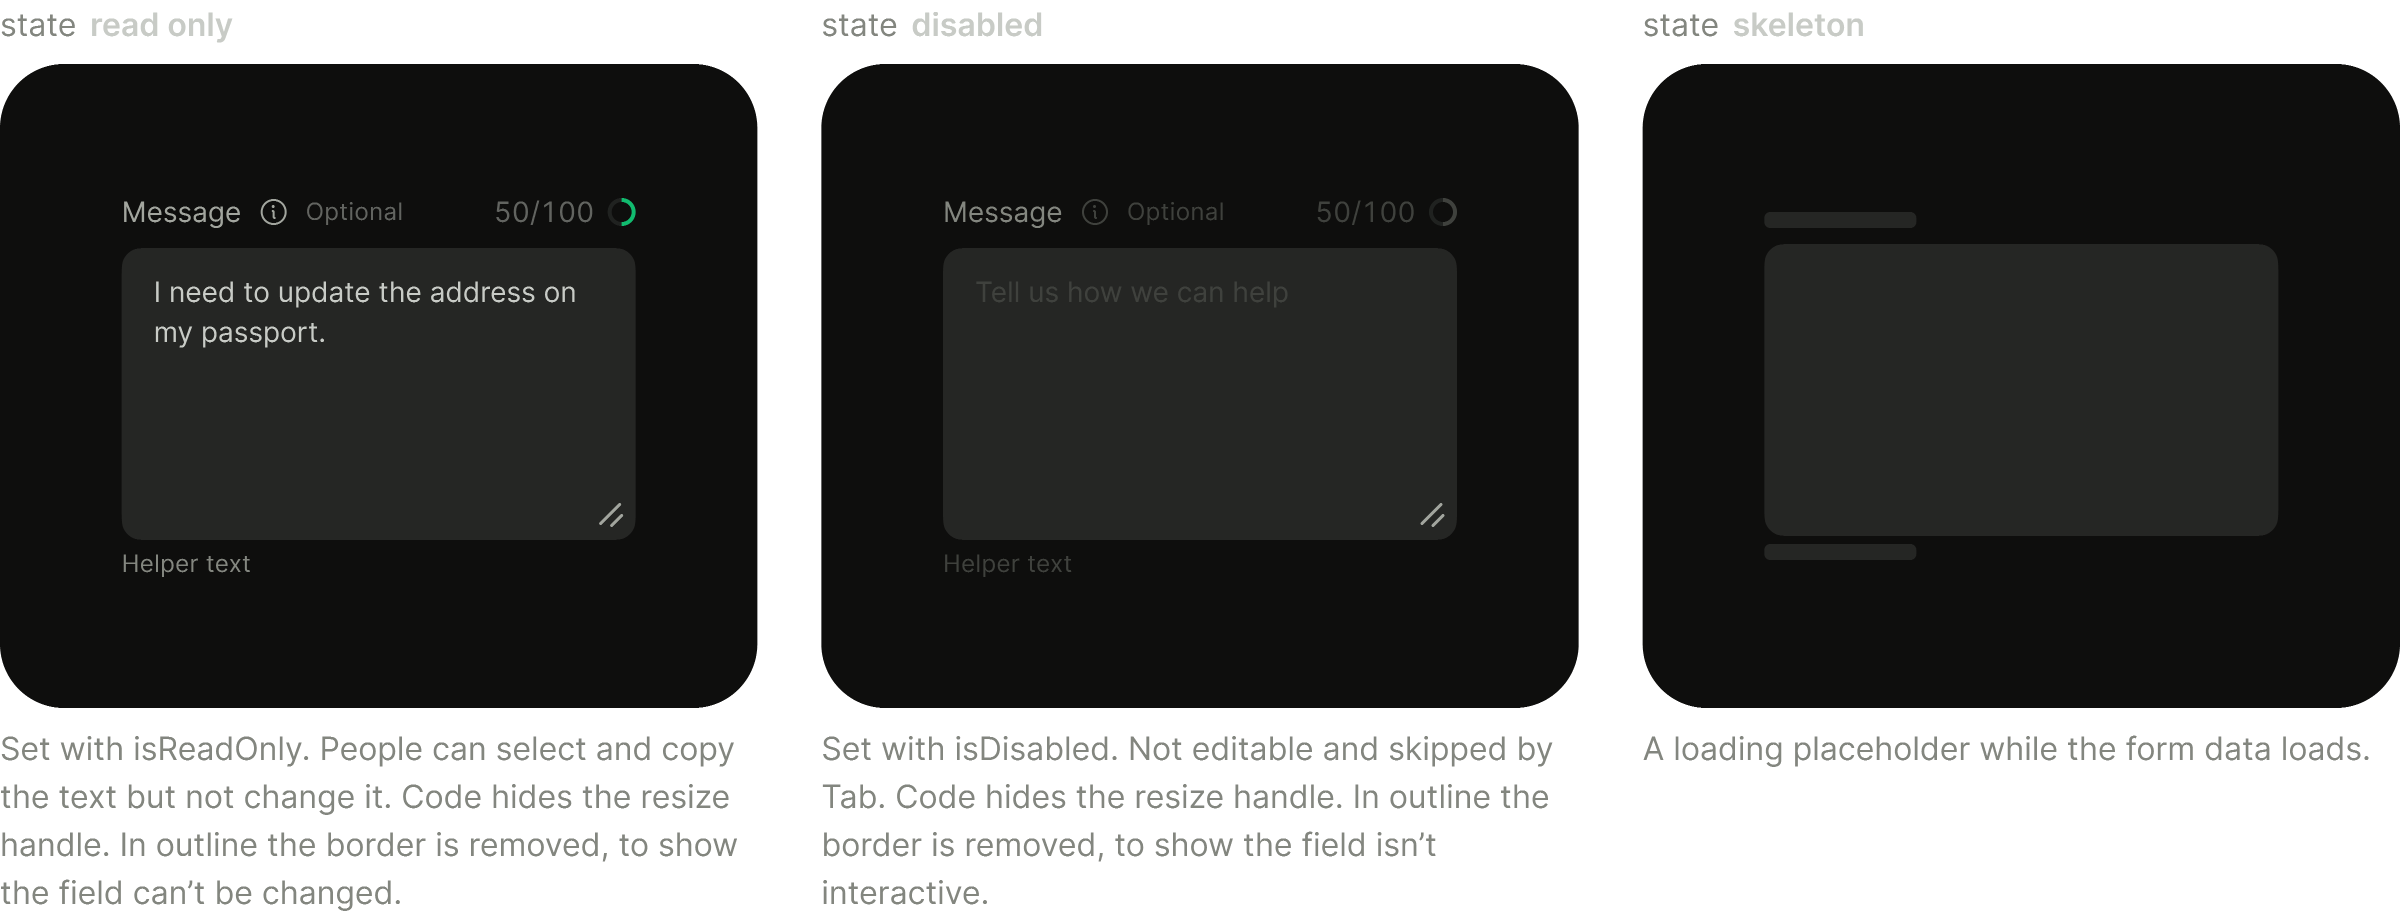 state read only
Message Optional 50/100
I need to update the address on
my passport.
Helper text
Set with isReadOnly. People can select and copy
the text but not change it. Code hides the resize
handle. In outline the border is removed, to show
the field can’t be changed.
state disabled
Message Optional 50/100
Tell us how we can help
Helper text
Set with isDisabled. Not editable and skipped by
Tab. Code hides the resize handle. In outline the
border is removed, to show the field isn’t
interactive.
state skeleton
A loading placeholder while the form data loads.